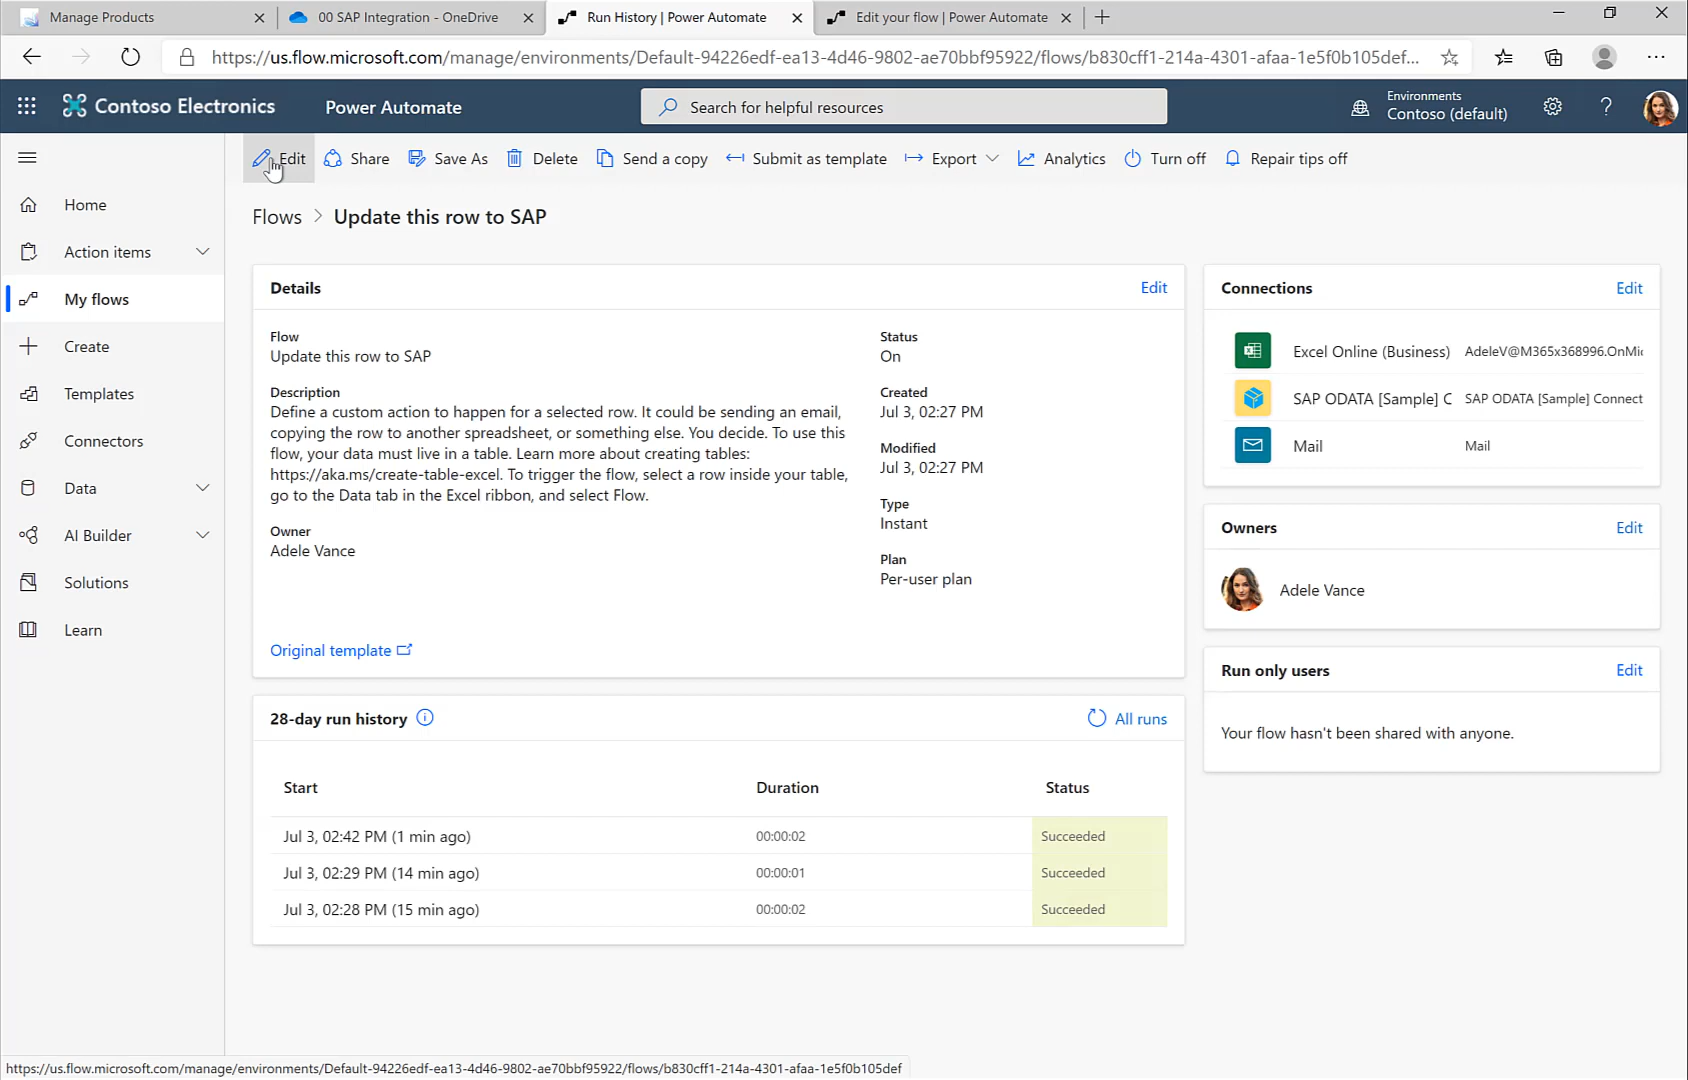 Manage Products
00 SAP Integration - OneDrive
Run History | Power Automate
Edit your flow | Power Automate
https://us.flow.microsoft.com/manage/environments/Default-94226edf-ea13-4d46-9802-ae70bbf95922/flows/b830cff1-214a-4301-afaa-1e5f0b105def...
Contoso Electronics
Power Automate
Search for helpful resources
Environments
Contoso (default)
Edit
Share
Save As
Delete
Send a copy
Submit as template
Export
Analytics
Turn off
Repair tips off
Home
Action items
My flows
Create
Templates
Connectors
Data
AI Builder
Solutions
Learn
Flows > Update this row to SAP
Details
Edit
Flow
Update this row to SAP
Description
Define a custom action to happen for a selected row. It could be sending an email,
copying the row to another spreadsheet, or something else. You decide. To use this
flow, your data must live in a table. Learn more about creating tables:
https://aka.ms/create-table-excel. To trigger the flow, select a row inside your table,
go to the Data tab in the Excel ribbon, and select Flow.
Owner
Adele Vance
Status
On
Created
Jul 3, 02:27 PM
Modified
Jul 3, 02:27 PM
Type
Instant
Plan
Per-user plan
Original template
28-day run history
All runs
Start Duration Status
Jul 3, 02:42 PM (1 min ago) 00:00:02 Succeeded
Jul 3, 02:29 PM (14 min ago) 00:00:01 Succeeded
Jul 3, 02:28 PM (15 min ago) 00:00:02 Succeeded
Connections
Edit
Excel Online (Business) AdeleV@M365x368996.OnMic
SAP ODATA [Sample] C SAP ODATA [Sample] Connect
Mail Mail
Owners
Edit
Adele Vance
Run only users
Edit
Your flow hasn't been shared with anyone.
https://us.flow.microsoft.com/manage/environments/Default-94226edf-ea13-4d46-9802-ae70bbf95922/flows/b830cff1-214a-4301-afaa-1e5f0b105def